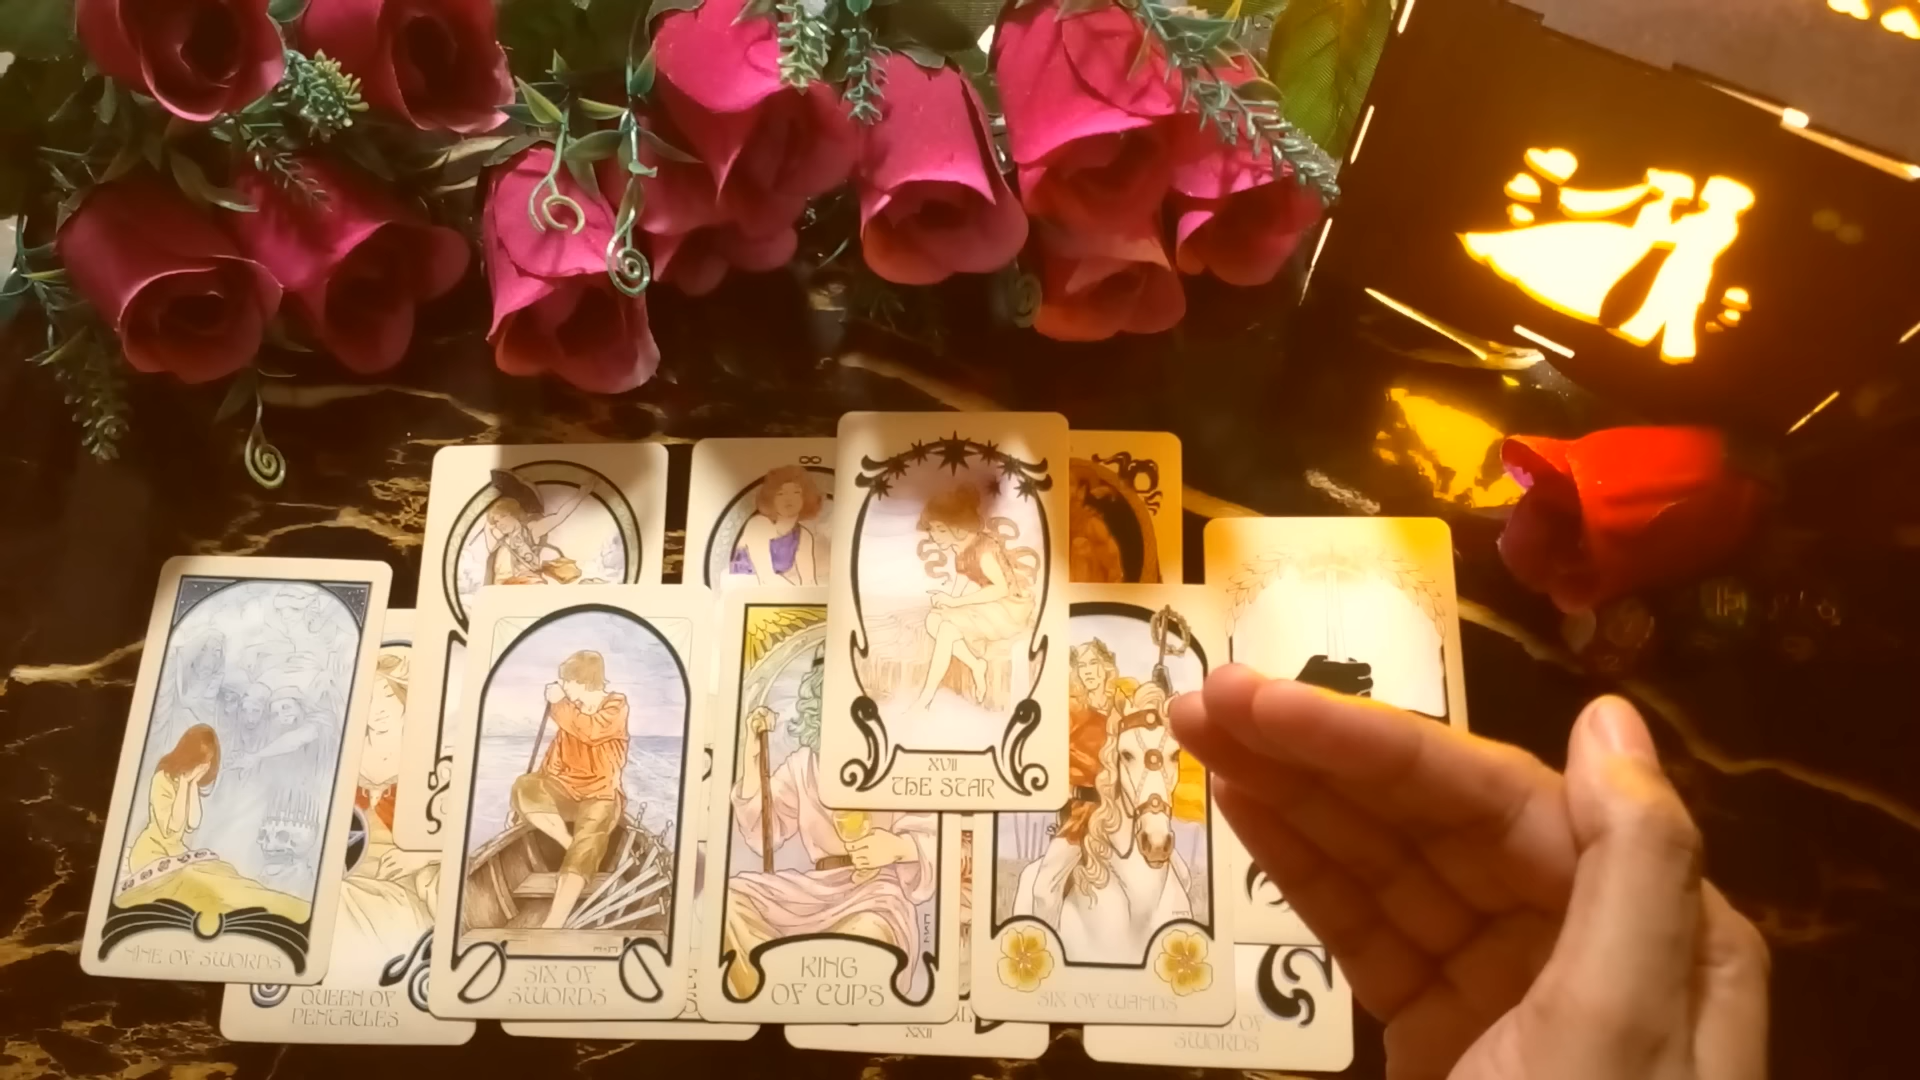 XVII
THE STAR
NINE OF SWORDS
QUEEN OF
PENTACLES
SIX OF
SWORDS
KING
OF CUPS
SIX OF WANDS
XXII
OF
SWORDS